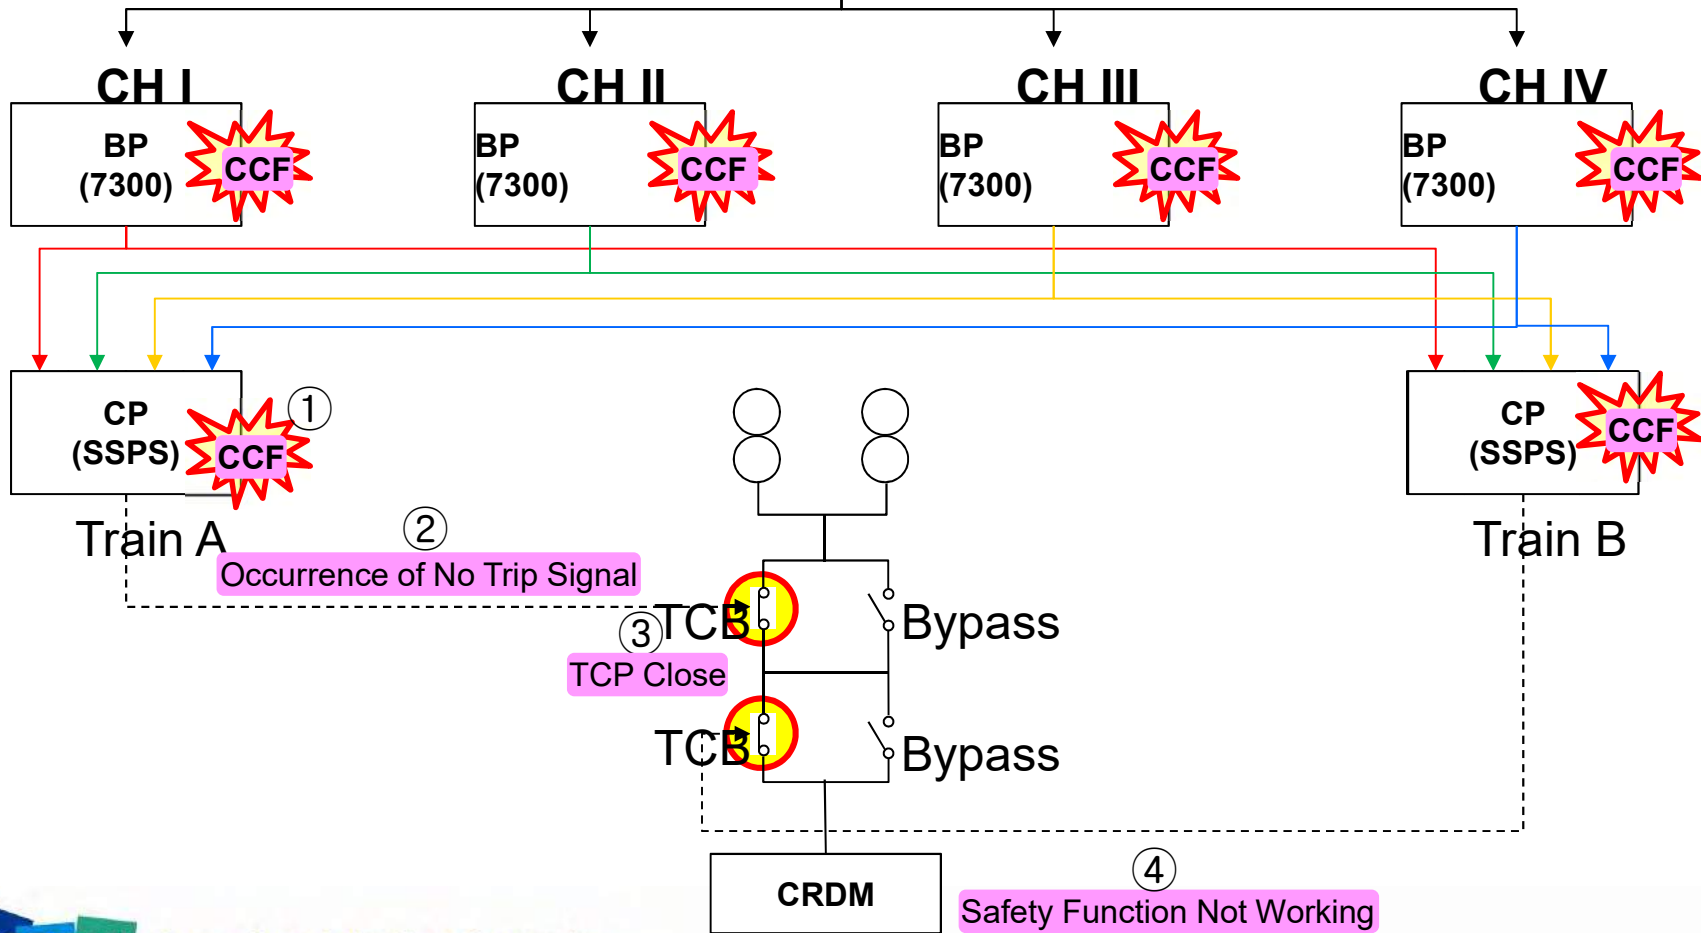 CH I
CH II
CH III
CH IV
BP
(7300)
CCF
BP
(7300)
CCF
BP
(7300)
CCF
BP
(7300)
CCF
CP
(SSPS)
CCF
①
CP
(SSPS)
CCF
Train A
②
Occurrence of No Trip Signal
Train B
TCB
Bypass
③
TCP Close
TCB
Bypass
CRDM
④
Safety Function Not Working